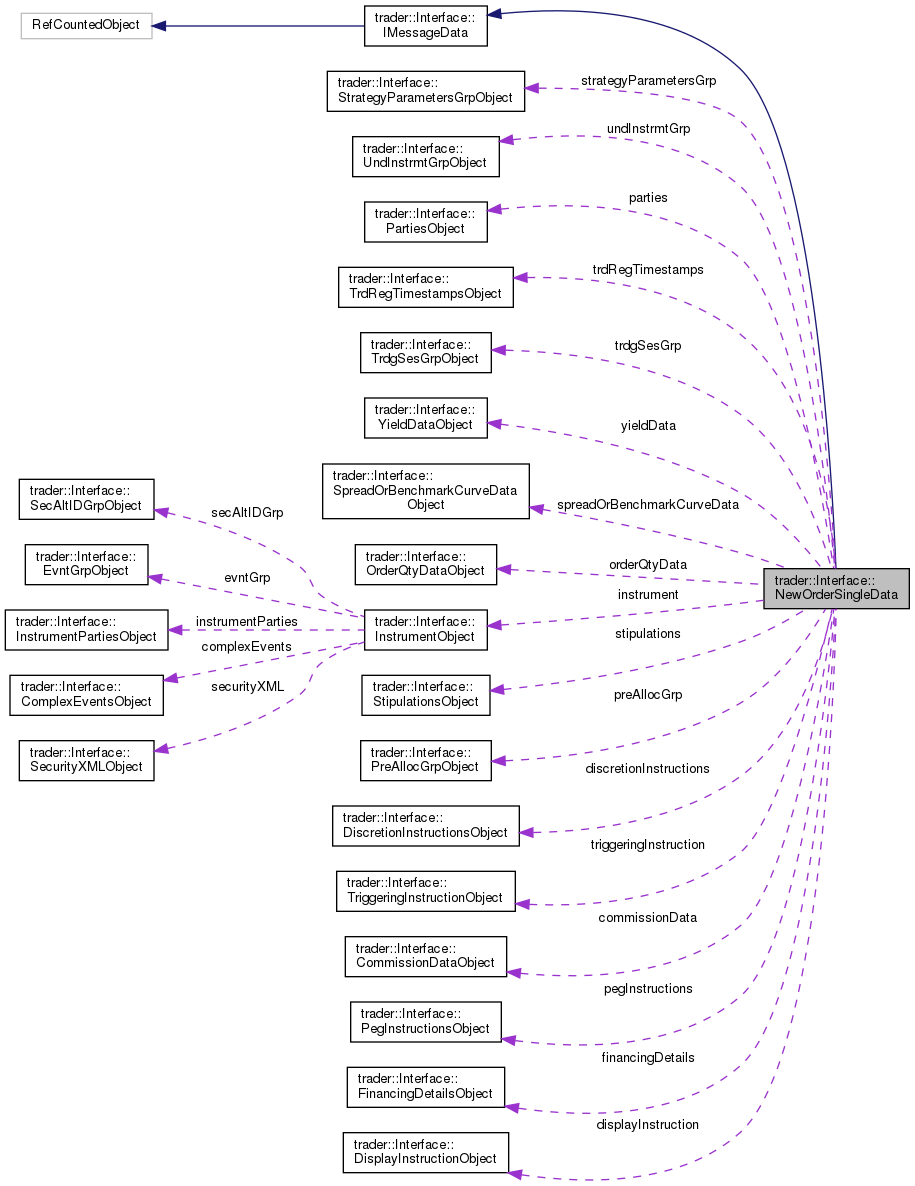 RefCountedObject
trader::Interface::
IMessageData
trader::Interface::
StrategyParametersGrpObject
strategyParametersGrp
trader::Interface::
UndInstrmtGrpObject
undInstrmtGrp
trader::Interface::
PartiesObject
parties
trader::Interface::
TrdRegTimestampsObject
trdRegTimestamps
trader::Interface::
TrdgSesGrpObject
trdgSesGrp
trader::Interface::
YieldDataObject
yieldData
trader::Interface::
SpreadOrBenchmarkCurveData
Object
spreadOrBenchmarkCurveData
trader::Interface::
SecAltIDGrpObject
secAltIDGrp
trader::Interface::
EvntGrpObject
evntGrp
trader::Interface::
OrderQtyDataObject
orderQtyData
trader::Interface::
NewOrderSingleData
trader::Interface::
InstrumentPartiesObject
instrumentParties
trader::Interface::
InstrumentObject
instrument
trader::Interface::
ComplexEventsObject
complexEvents
trader::Interface::
StipulationsObject
stipulations
trader::Interface::
SecurityXMLObject
securityXML
trader::Interface::
PreAllocGrpObject
preAllocGrp
trader::Interface::
DiscretionInstructionsObject
discretionInstructions
trader::Interface::
TriggeringInstructionObject
triggeringInstruction
trader::Interface::
CommissionDataObject
commissionData
trader::Interface::
PegInstructionsObject
pegInstructions
trader::Interface::
FinancingDetailsObject
financingDetails
trader::Interface::
DisplayInstructionObject
displayInstruction